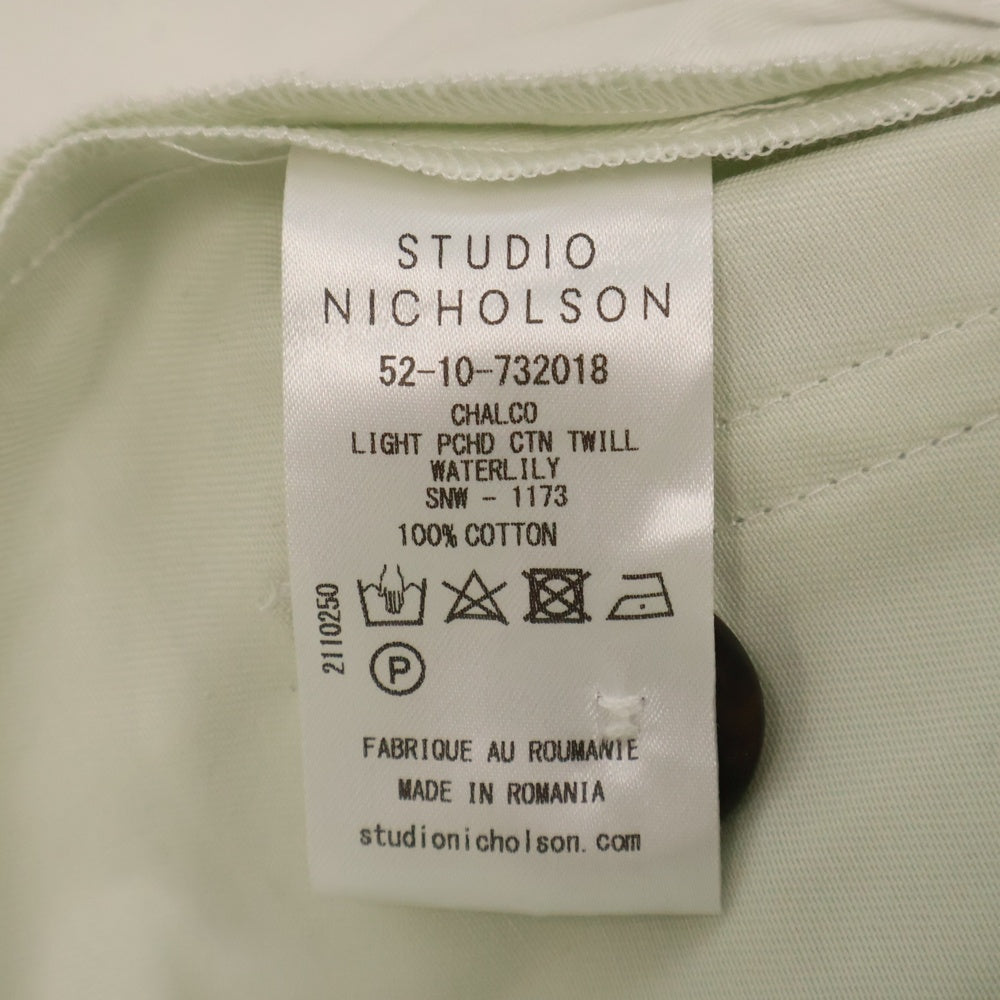 STUDIO
NICHOLSON
52-10-732018
CHALCO
LIGHT PCHD CTN TWILL
WATERLILY
SNW - 1173
100% COTTON
2110250
P
FABRIQUE AU ROUMANIE
MADE IN ROMANIA
studionicholson.com